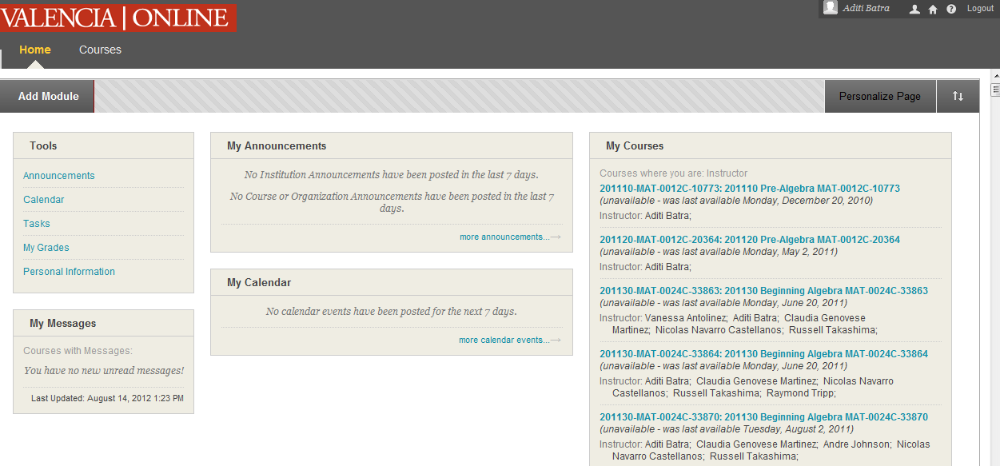 VALENCIA | ONLINE
Aditi Batra
Logout
Home
Courses
Add Module
Personalize Page
Tools
Announcements
Calendar
Tasks
My Grades
Personal Information
My Messages
Courses with Messages:
You have no new unread messages!
Last Updated: August 14, 2012 1:23 PM
My Announcements
No Institution Announcements have been posted in the last 7 days.
No Course or Organization Announcements have been posted in the last 7
days.
more announcements...→
My Calendar
No calendar events have been posted for the next 7 days.
more calendar events...→
My Courses
Courses where you are: Instructor
201110-MAT-0012C-10773: 201110 Pre-Algebra MAT-0012C-10773
(unavailable - was last available Monday, December 20, 2010)
Instructor: Aditi Batra;
201120-MAT-0012C-20364: 201120 Pre-Algebra MAT-0012C-20364
(unavailable - was last available Monday, May 2, 2011)
Instructor: Aditi Batra;
201130-MAT-0024C-33863: 201130 Beginning Algebra MAT-0024C-33863
(unavailable - was last available Monday, June 20, 2011)
Instructor: Vanessa Antolinez; Aditi Batra; Claudia Genovese
Martinez; Nicolas Navarro Castellanos; Russell Takashima;
201130-MAT-0024C-33864: 201130 Beginning Algebra MAT-0024C-33864
(unavailable - was last available Monday, June 20, 2011)
Instructor: Aditi Batra; Claudia Genovese Martinez; Nicolas Navarro
Castellanos; Russell Takashima; Raymond Tripp;
201130-MAT-0024C-33870: 201130 Beginning Algebra MAT-0024C-33870
(unavailable - was last available Tuesday, August 2, 2011)
Instructor: Aditi Batra; Claudia Genovese Martinez; Andre Johnson; Nicolas
Navarro Castellanos; Russell Takashima;